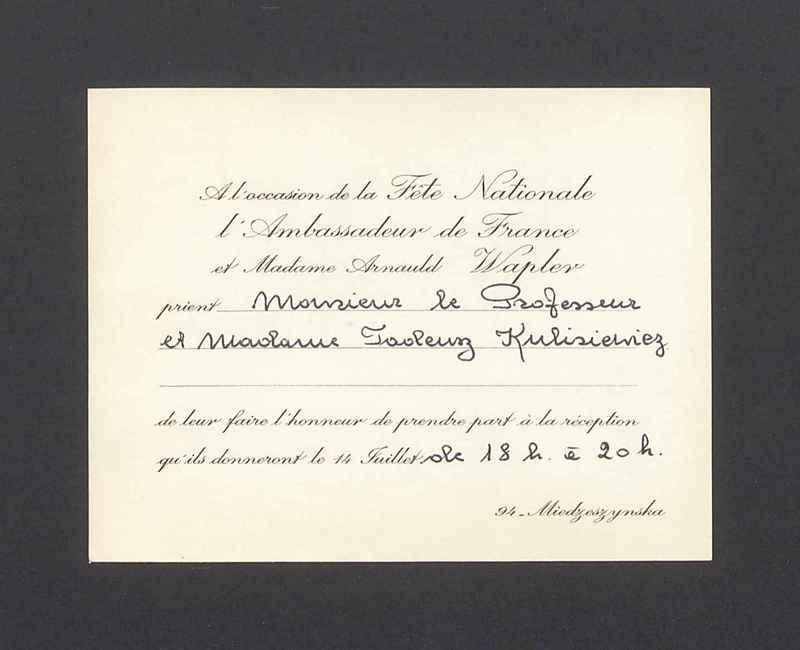 A l'occasion de la Fête Nationale
l'Ambassadeur de France
et Madame Arnauld Wapler
prient Monsieur le Professeur
et Madame Tadeusz Kulisiewicz
de leur faire l'honneur de prendre part à la réception
qu'ils donneront le 14 Juillet de 18 h. à 20 h.
94-Miedzeszynska